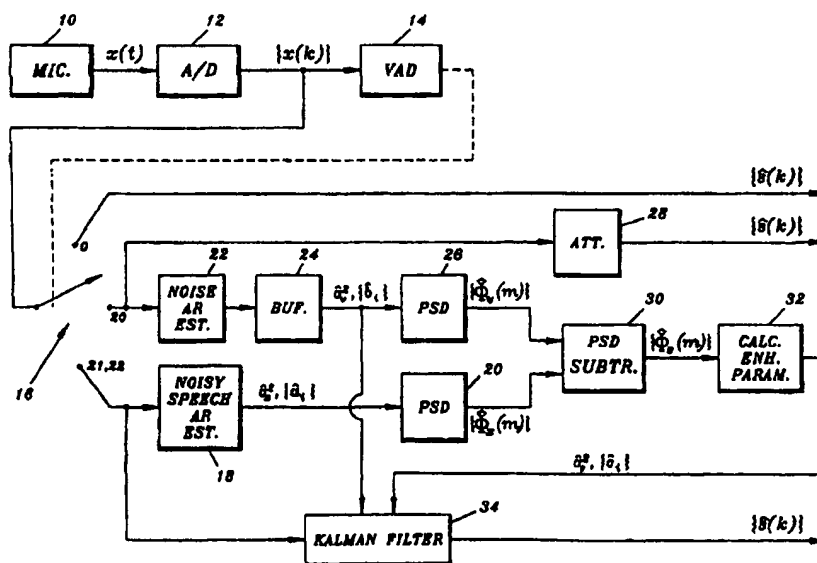 10
12
14
MIC.
x(t)
A/D
{x(k)}
VAD
{ŝ(k)}
0
28
ATT.
{ŝ(k)}
22
24
26
20
NOISE
AR
EST.
BUF.
PSD
{Φ̂ᵥ(m)}
30
32
PSD
SUBTR.
{Φ̂ₛ(m)}
CALC.
ENH.
PARAM.
16
21,22
NOISY
SPEECH
AR
EST.
18
20
PSD
{Φ̂ₓ(m)}
34
KALMAN FILTER
{ŝ(k)}